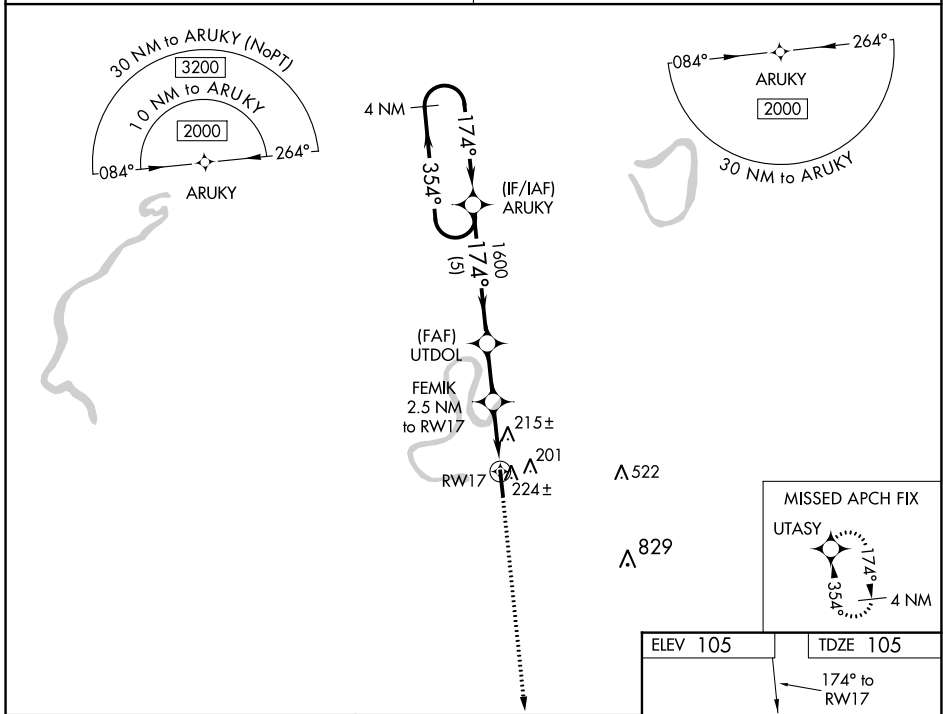 30 NM to ARUKY (NoPT)
3200
10 NM to ARUKY
2000
084°
264°
ARUKY
4 NM
174°
354°
(IF/IAF)
ARUKY
1600
174°
(5)
(FAF)
UTDOL
FEMIK
2.5 NM
to RW17
215±
201
RW17
224±
522
829
084°
264°
ARUKY
2000
30 NM to ARUKY
MISSED APCH FIX
UTASY
174°
354°
4 NM
ELEV 105
TDZE 105
174° to
RW17